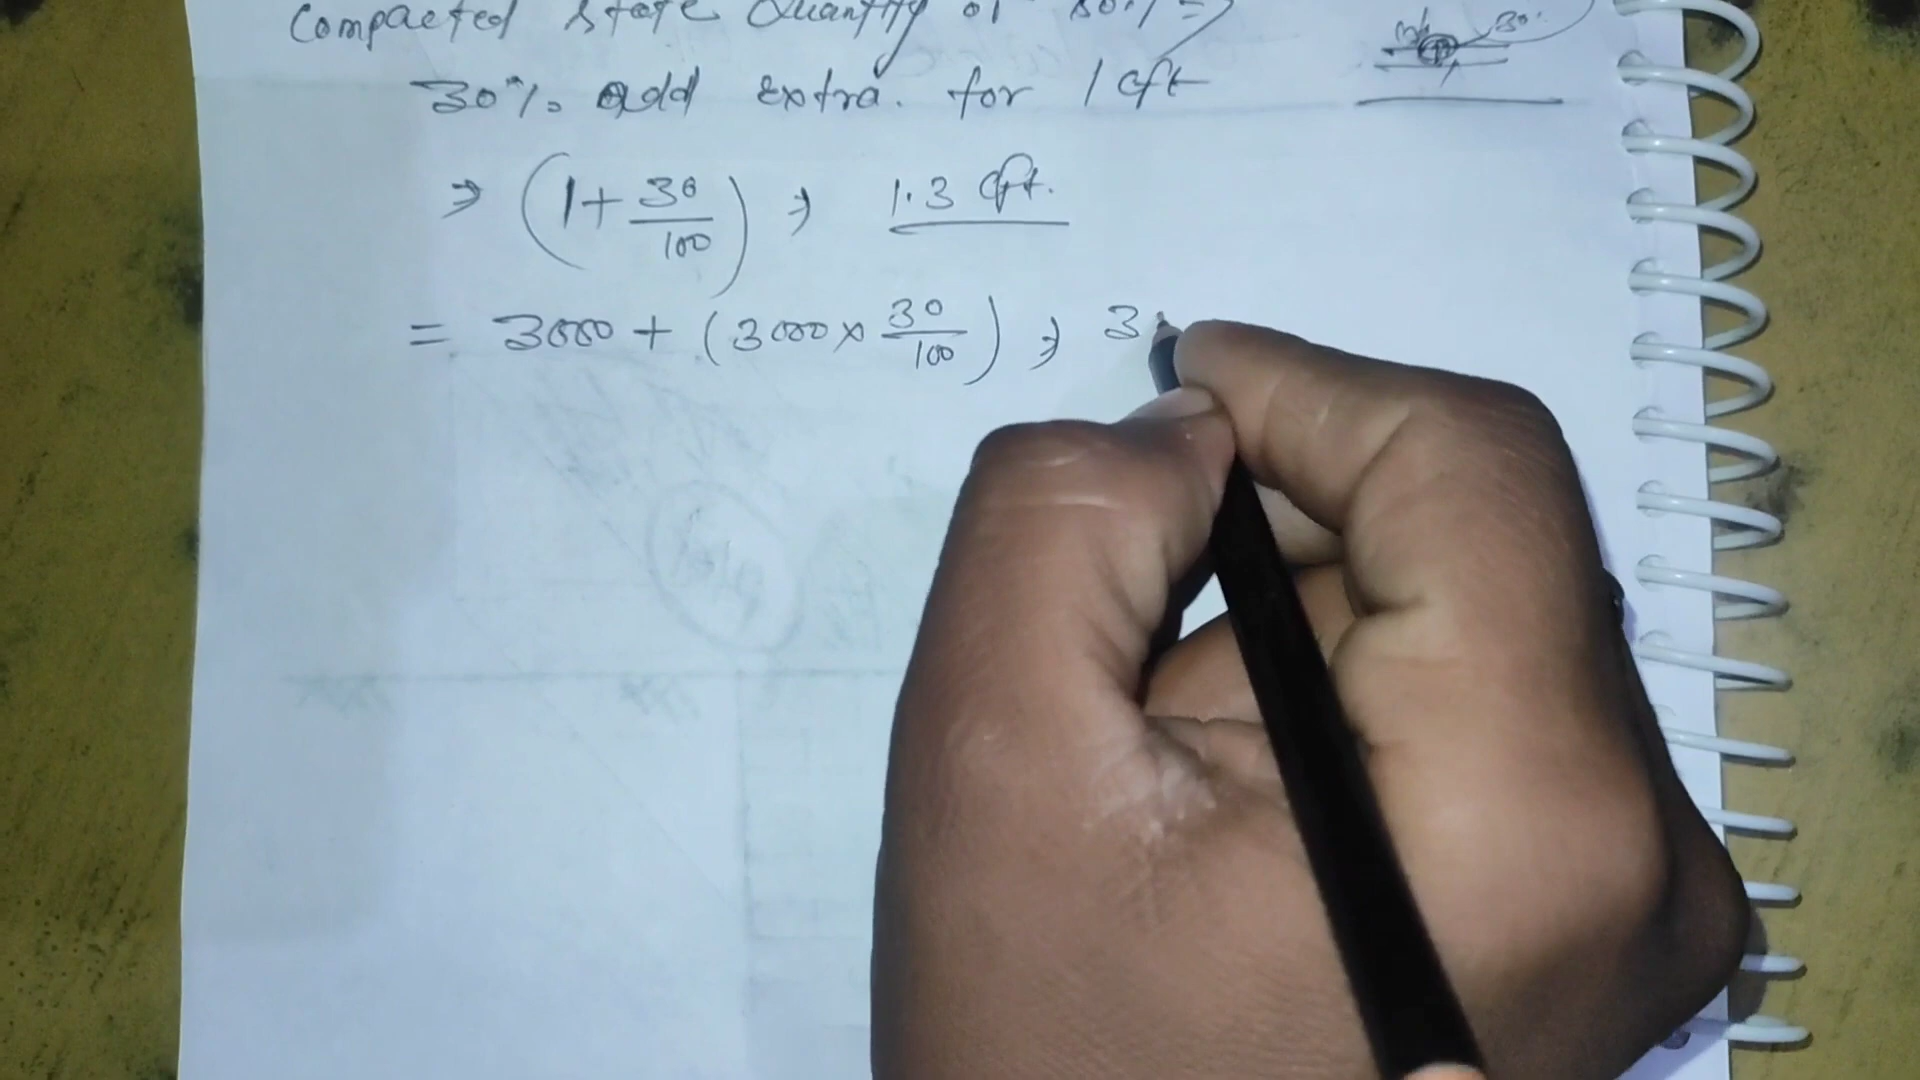 Compacted State Quantity of Soil ⇒
30% add extra. for 1 cft
⇒ (1 + 30/100) ⇒ 1.3 cft.
= 3000 + (3000 × 30/100) ⇒ 3
30%